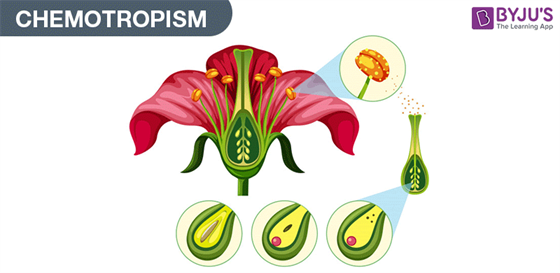 CHEMOTROPISM
BYJU'S
The Learning App